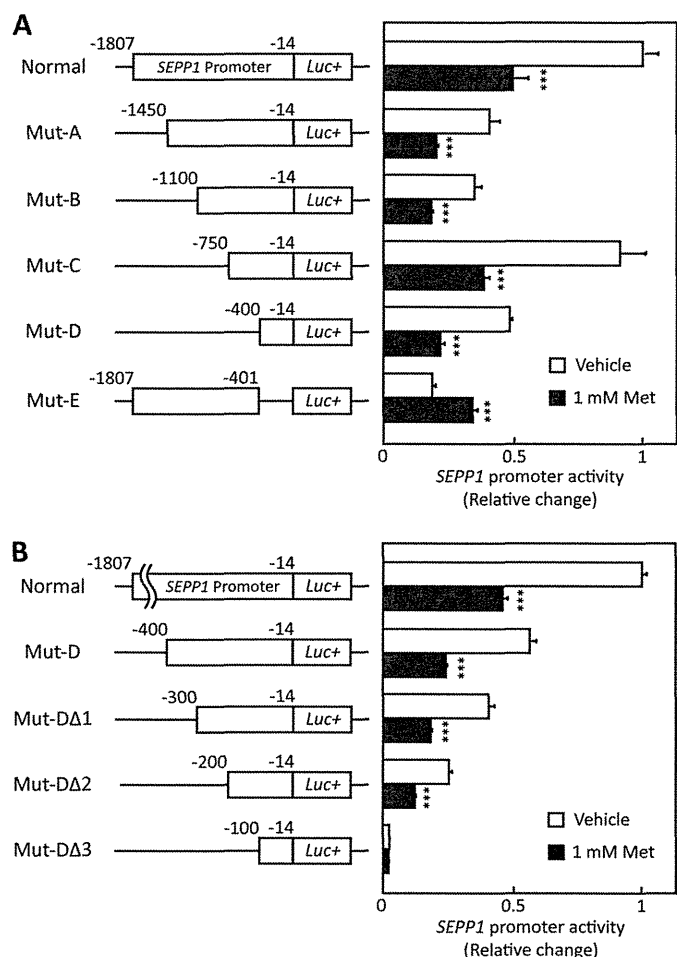 A
-1807
-14
Normal
SEPP1 Promoter
Luc+
***
-1450
-14
Mut-A
Luc+
***
-1100
-14
Mut-B
Luc+
***
-750
-14
Mut-C
Luc+
***
-400
-14
Mut-D
Luc+
***
-1807
-401
Mut-E
Luc+
***
Vehicle
1 mM Met
0
0.5
1
SEPP1 promoter activity
(Relative change)
B
-1807
-14
Normal
SEPP1 Promoter
Luc+
***
-400
-14
Mut-D
Luc+
***
-300
-14
Mut-DΔ1
Luc+
***
-200
-14
Mut-DΔ2
Luc+
***
-100
-14
Mut-DΔ3
Luc+
Vehicle
1 mM Met
0
0.5
1
SEPP1 promoter activity
(Relative change)